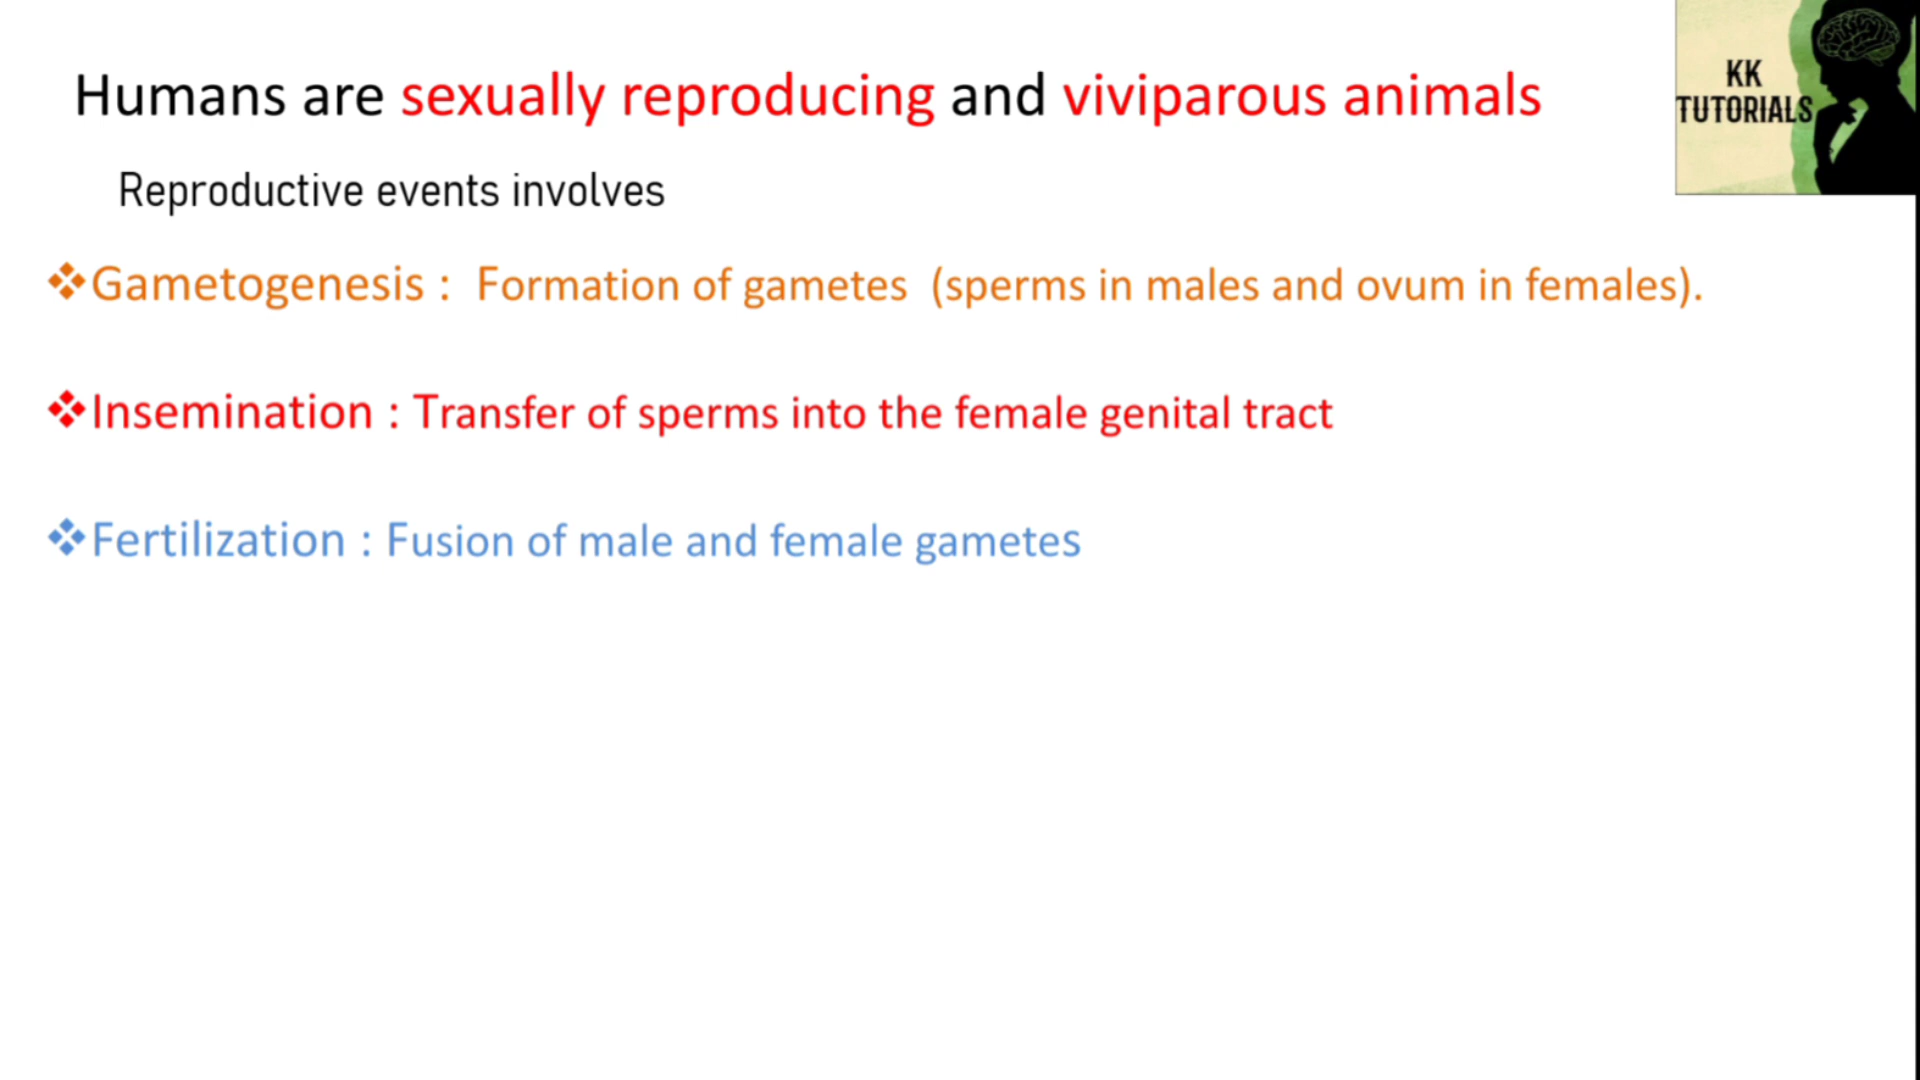 Humans are sexually reproducing and viviparous animals
KK
TUTORIALS
Reproductive events involves
❖Gametogenesis : Formation of gametes (sperms in males and ovum in females).
❖Insemination : Transfer of sperms into the female genital tract
❖Fertilization : Fusion of male and female gametes